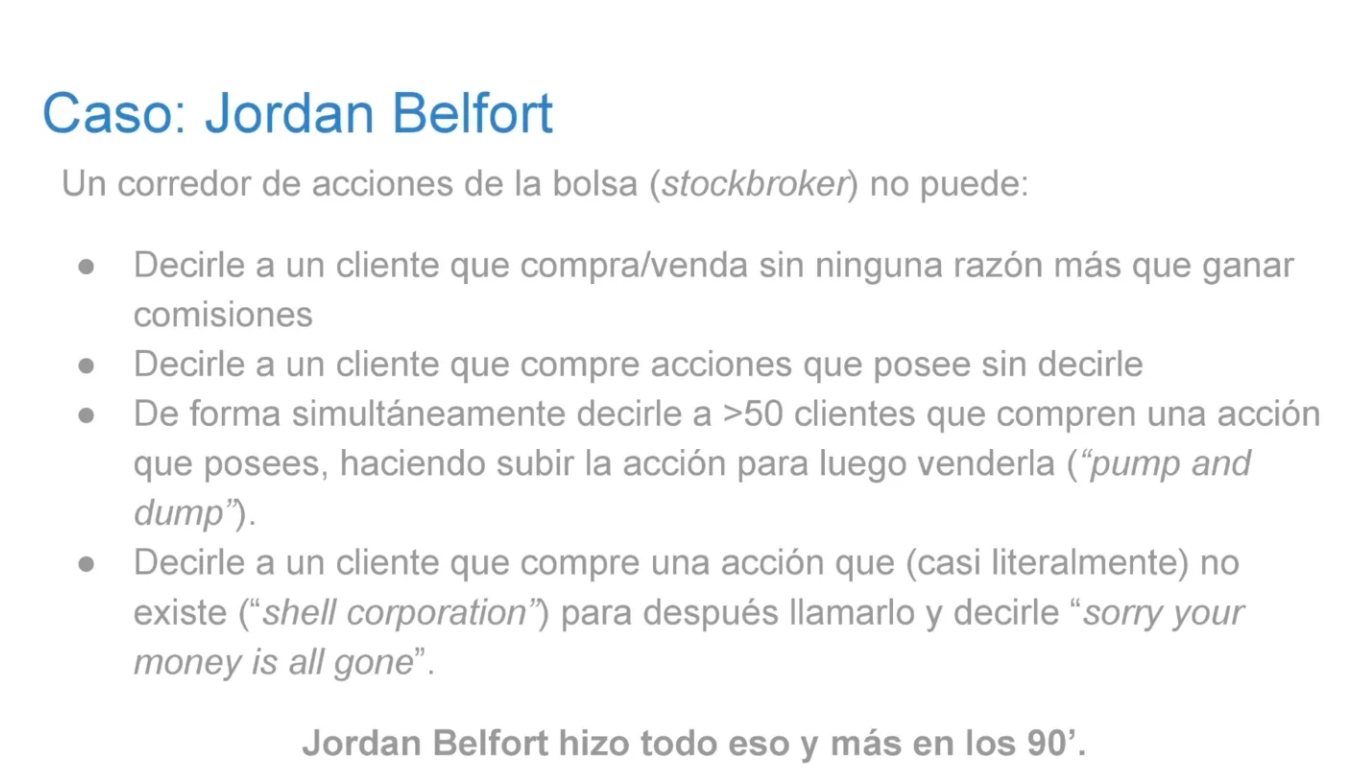 Caso: Jordan Belfort
Un corredor de acciones de la bolsa (stockbroker) no puede:
● Decirle a un cliente que compra/venda sin ninguna razón más que ganar
comisiones
● Decirle a un cliente que compre acciones que posee sin decirle
● De forma simultáneamente decirle a >50 clientes que compren una acción
que posees, haciendo subir la acción para luego venderla (“pump and
dump”).
● Decirle a un cliente que compre una acción que (casi literalmente) no
existe (“shell corporation”) para después llamarlo y decirle “sorry your
money is all gone”.
Jordan Belfort hizo todo eso y más en los 90’.